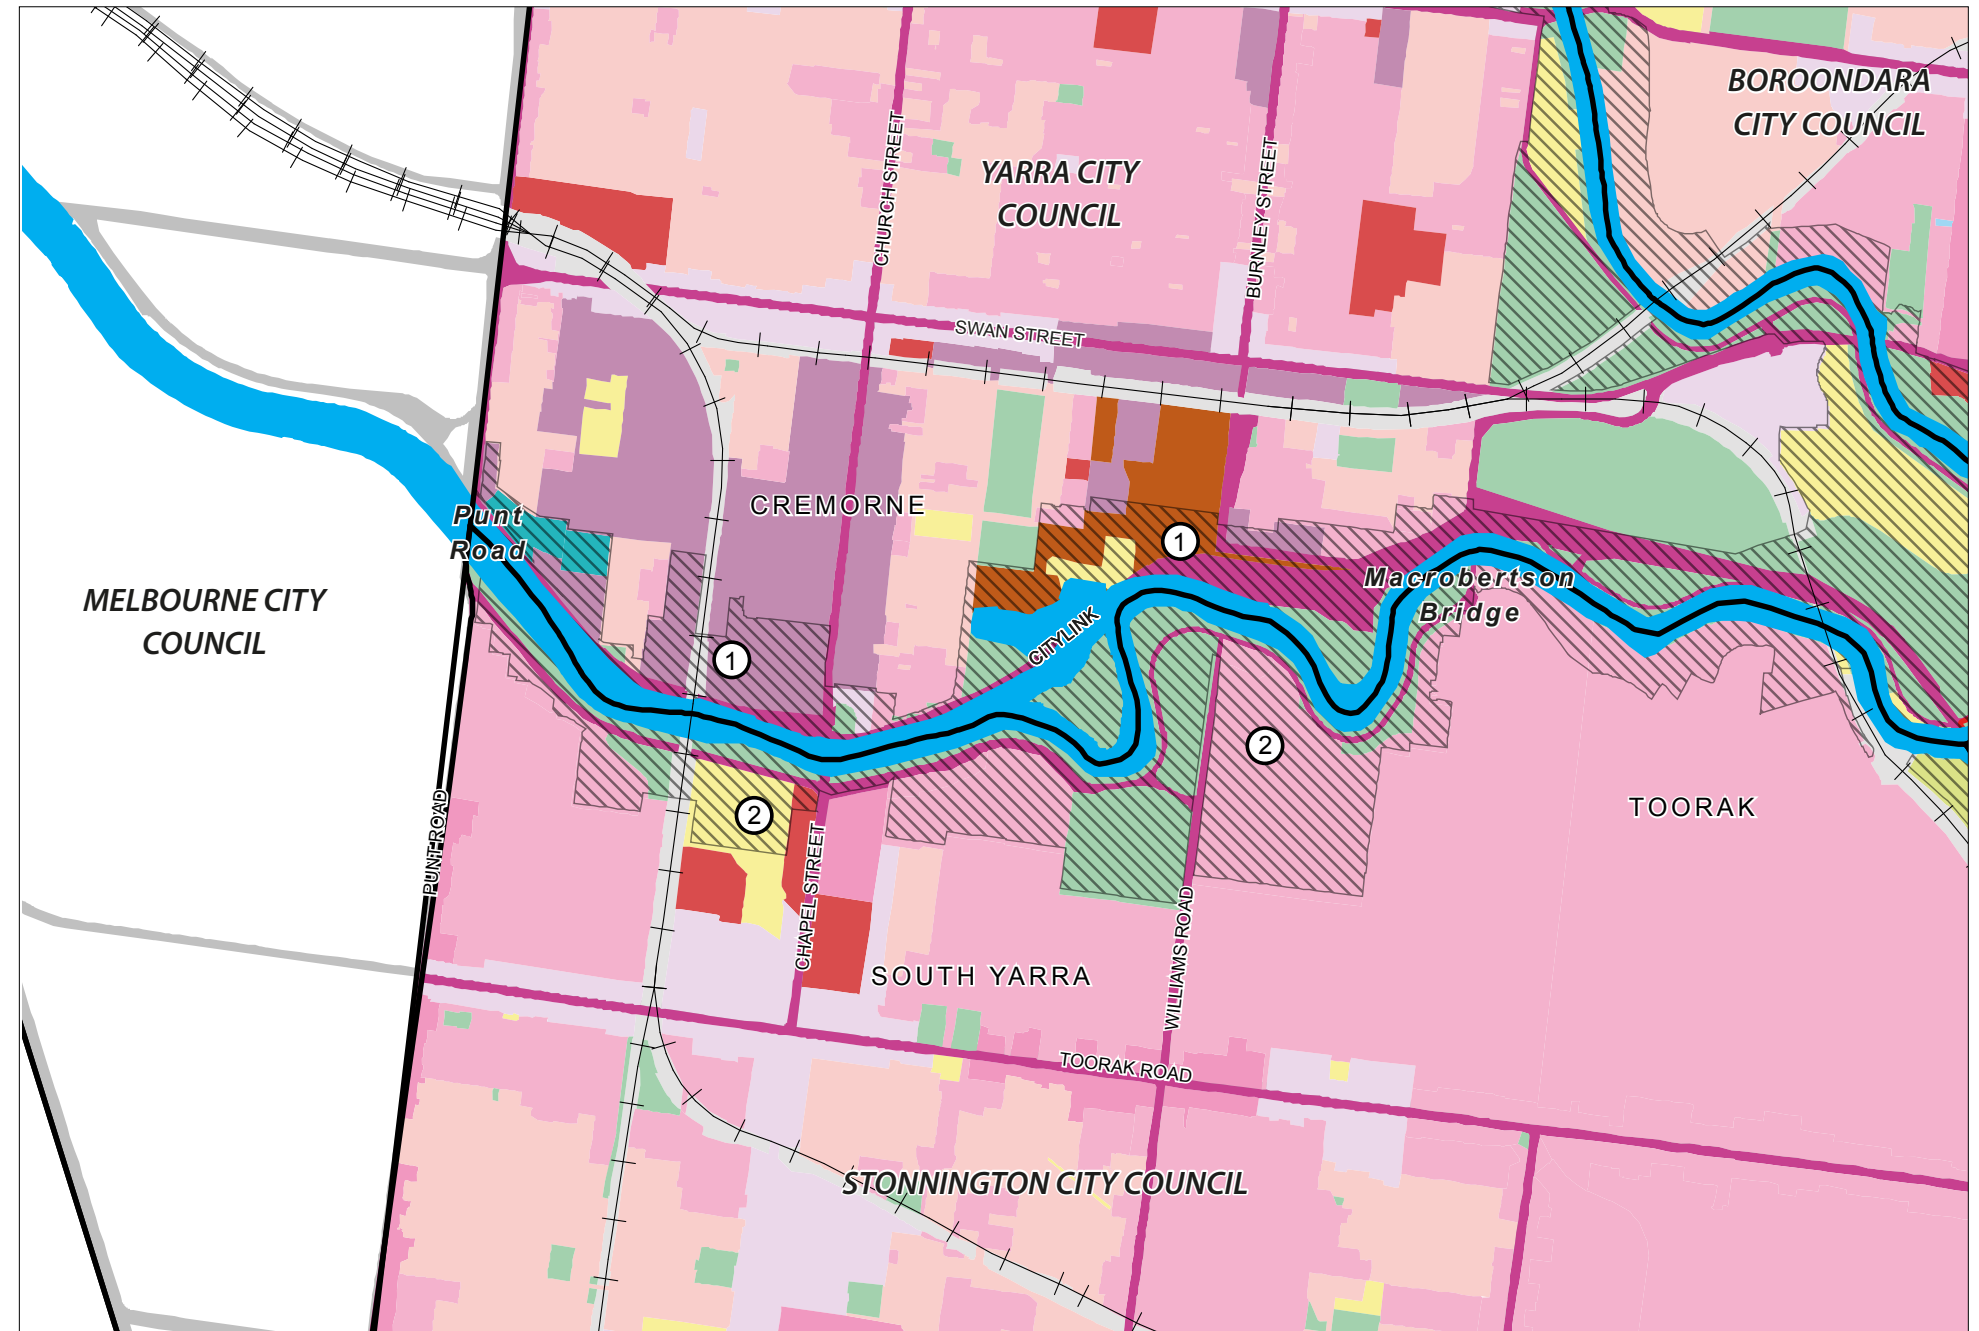 BOROONDARA
CITY COUNCIL
YARRA CITY
COUNCIL
CHURCH STREET
BURNLEY STREET
SWAN STREET
CREMORNE
Punt
Road
1
Macrobertson
Bridge
MELBOURNE CITY
COUNCIL
CITYLINK
1
2
2
TOORAK
PUNT ROAD
CHAPEL STREET
SOUTH YARRA
WILLIAMS ROAD
TOORAK ROAD
STONNINGTON CITY COUNCIL